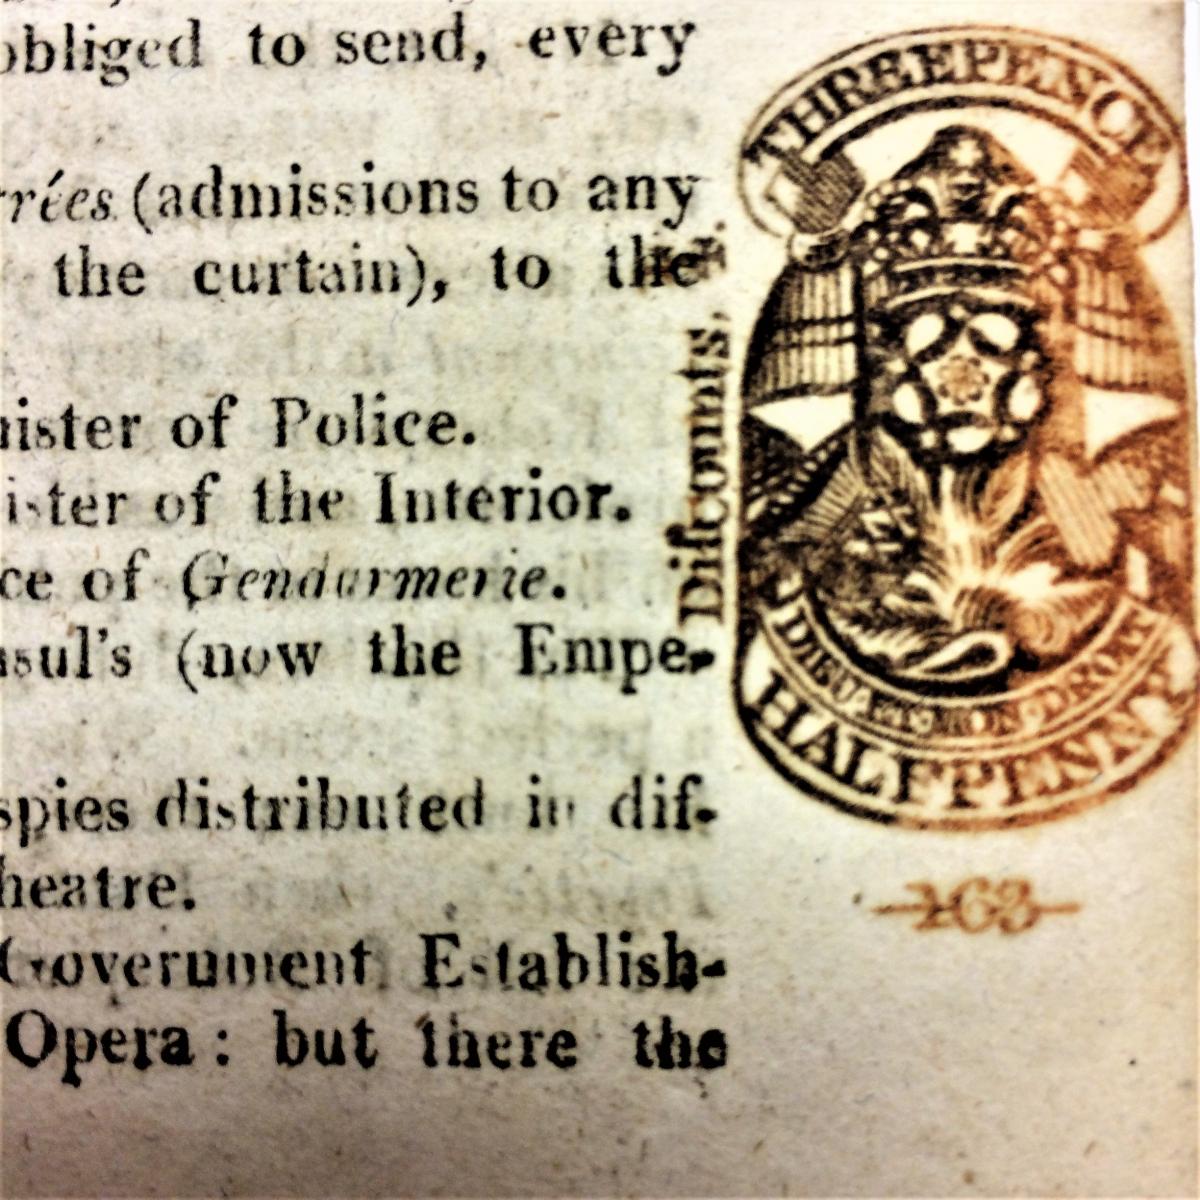 obliged to send, every
rrées (admissions to any
the curtain), to the
nister of Police.
ister of the Interior.
ce of Gendarmerie.
nsul's (now the Empe-
spies distributed in dif-
heatre.
Government Establish-
Opera: but there the
THREEPENCE
Diſcounts,
DIEU ET MON DROIT
HALFPENNY
163